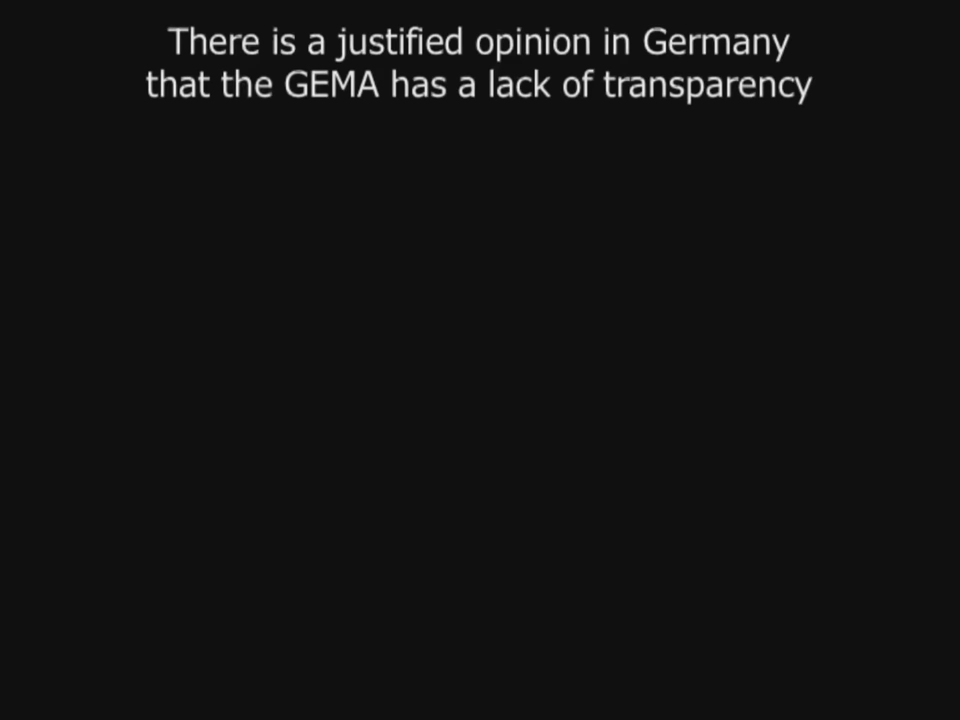 There is a justified opinion in Germany
that the GEMA has a lack of transparency